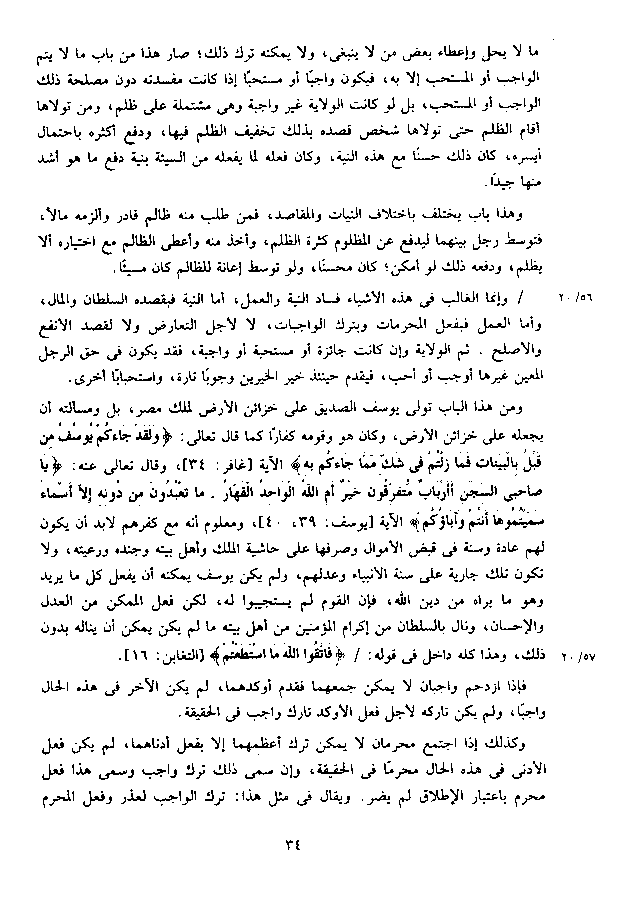 ما لا يحل وإعطاء بعض من لا ينبغى، ولا يمكنه ترك ذلك؛ صار هذا من باب ما لا يتم
الواجب أو المستحب إلا به، فيكون واجبًا أو مستحبًا إذا كانت مفسدته دون مصلحة ذلك
الواجب أو المستحب، بل لو كانت الولاية غير واجبة وهى مشتملة على ظلم، ومن تولاها
أقام الظلم حتى تولاها شخص قصده بذلك تخفيف الظلم فيها، ودفع أكثره باحتمال
أيسره، كان ذلك حسنًا مع هذه النية، وكان فعله لما يفعله من السيئة بنية دفع ما هو أشد
منها جيدًا.
وهذا باب يختلف باختلاف النيات والمقاصد، فمن طلب منه ظالم قادر وألزمه مالاً،
فتوسط رجل بينهما ليدفع عن المظلوم كثرة الظلم، وأخذ منه وأعطى الظالم مع اختياره ألا
يظلم، ودفعه ذلك لو أمكن؛ كان محسنًا، ولو توسط إعانة للظالم كان مسيئًا.
٢٠/٥٦ / وإنما الغالب فى هذه الأشياء فساد النية والعمل، أما النية فبقصده السلطان والمال،
وأما العمل فبفعل المحرمات وبترك الواجبات، لا لأجل التعارض ولا لقصد الأنفع
والأصلح . ثم الولاية وإن كانت جائزة أو مستحبة أو واجبة، فقد يكون فى حق الرجل
المعين غيرها أوجب أو أحب، فيقدم حينئذ خير الخيرين وجوبًا تارة، واستحبابًا أخرى.
ومن هذا الباب تولى يوسف الصديق على خزائن الأرض لملك مصر، بل ومسألته أن
يجعله على خزائن الأرض، وكان هو وقومه كفارًا كما قال تعالى: ﴿وَلَقَدْ جَاءَكُمْ يُوسُفُ مِن
قَبْلُ بِالْبَيِّنَاتِ فَمَا زِلْتُمْ فِى شَكٍّ مِّمَّا جَاءَكُم بِهِ﴾ الآية [غافر: ٣٤]، وقال تعالى عنه: ﴿يَا
صَاحِبَىِ السِّجْنِ أَأَرْبَابٌ مُّتَفَرِّقُونَ خَيْرٌ أَمِ اللَّهُ الْوَاحِدُ الْقَهَّارُ . مَا تَعْبُدُونَ مِن دُونِهِ إِلاَّ أَسْمَاءً
سَمَّيْتُمُوهَا أَنتُمْ وَآبَاؤُكُم﴾ الآية [يوسف: ٣٩، ٤٠]، ومعلوم أنه مع كفرهم لابد أن يكون
لهم عادة وسنة فى قبض الأموال وصرفها على حاشية الملك وأهل بيته وجنده ورعيته، ولا
تكون تلك جارية على سنة الأنبياء وعدلهم، ولم يكن يوسف يمكنه أن يفعل كل ما يريد
وهو ما يراه من دين الله، فإن القوم لم يستجيبوا له، لكن فعل الممكن من العدل
والإحسان، ونال بالسلطان من إكرام المؤمنين من أهل بيته ما لم يكن يمكن أن يناله بدون
٢٠/٥٧ ذلك، وهذا كله داخل فى قوله: / ﴿فَاتَّقُوا اللَّهَ مَا اسْتَطَعْتُمْ﴾ [التغابن: ١٦].
فإذا ازدحم واجبان لا يمكن جمعهما فقدم أوكدهما، لم يكن الآخر فى هذه الحال
واجبًا، ولم يكن تاركه لأجل فعل الأوكد تارك واجب فى الحقيقة.
وكذلك إذا اجتمع محرمان لا يمكن ترك أعظمهما إلا بفعل أدناهما، لم يكن فعل
الأدنى فى هذه الحال محرمًا فى الحقيقة، وإن سمى ذلك ترك واجب وسمى هذا فعل
محرم باعتبار الإطلاق لم يضر. ويقال فى مثل هذا: ترك الواجب لعذر وفعل المحرم
٣٤